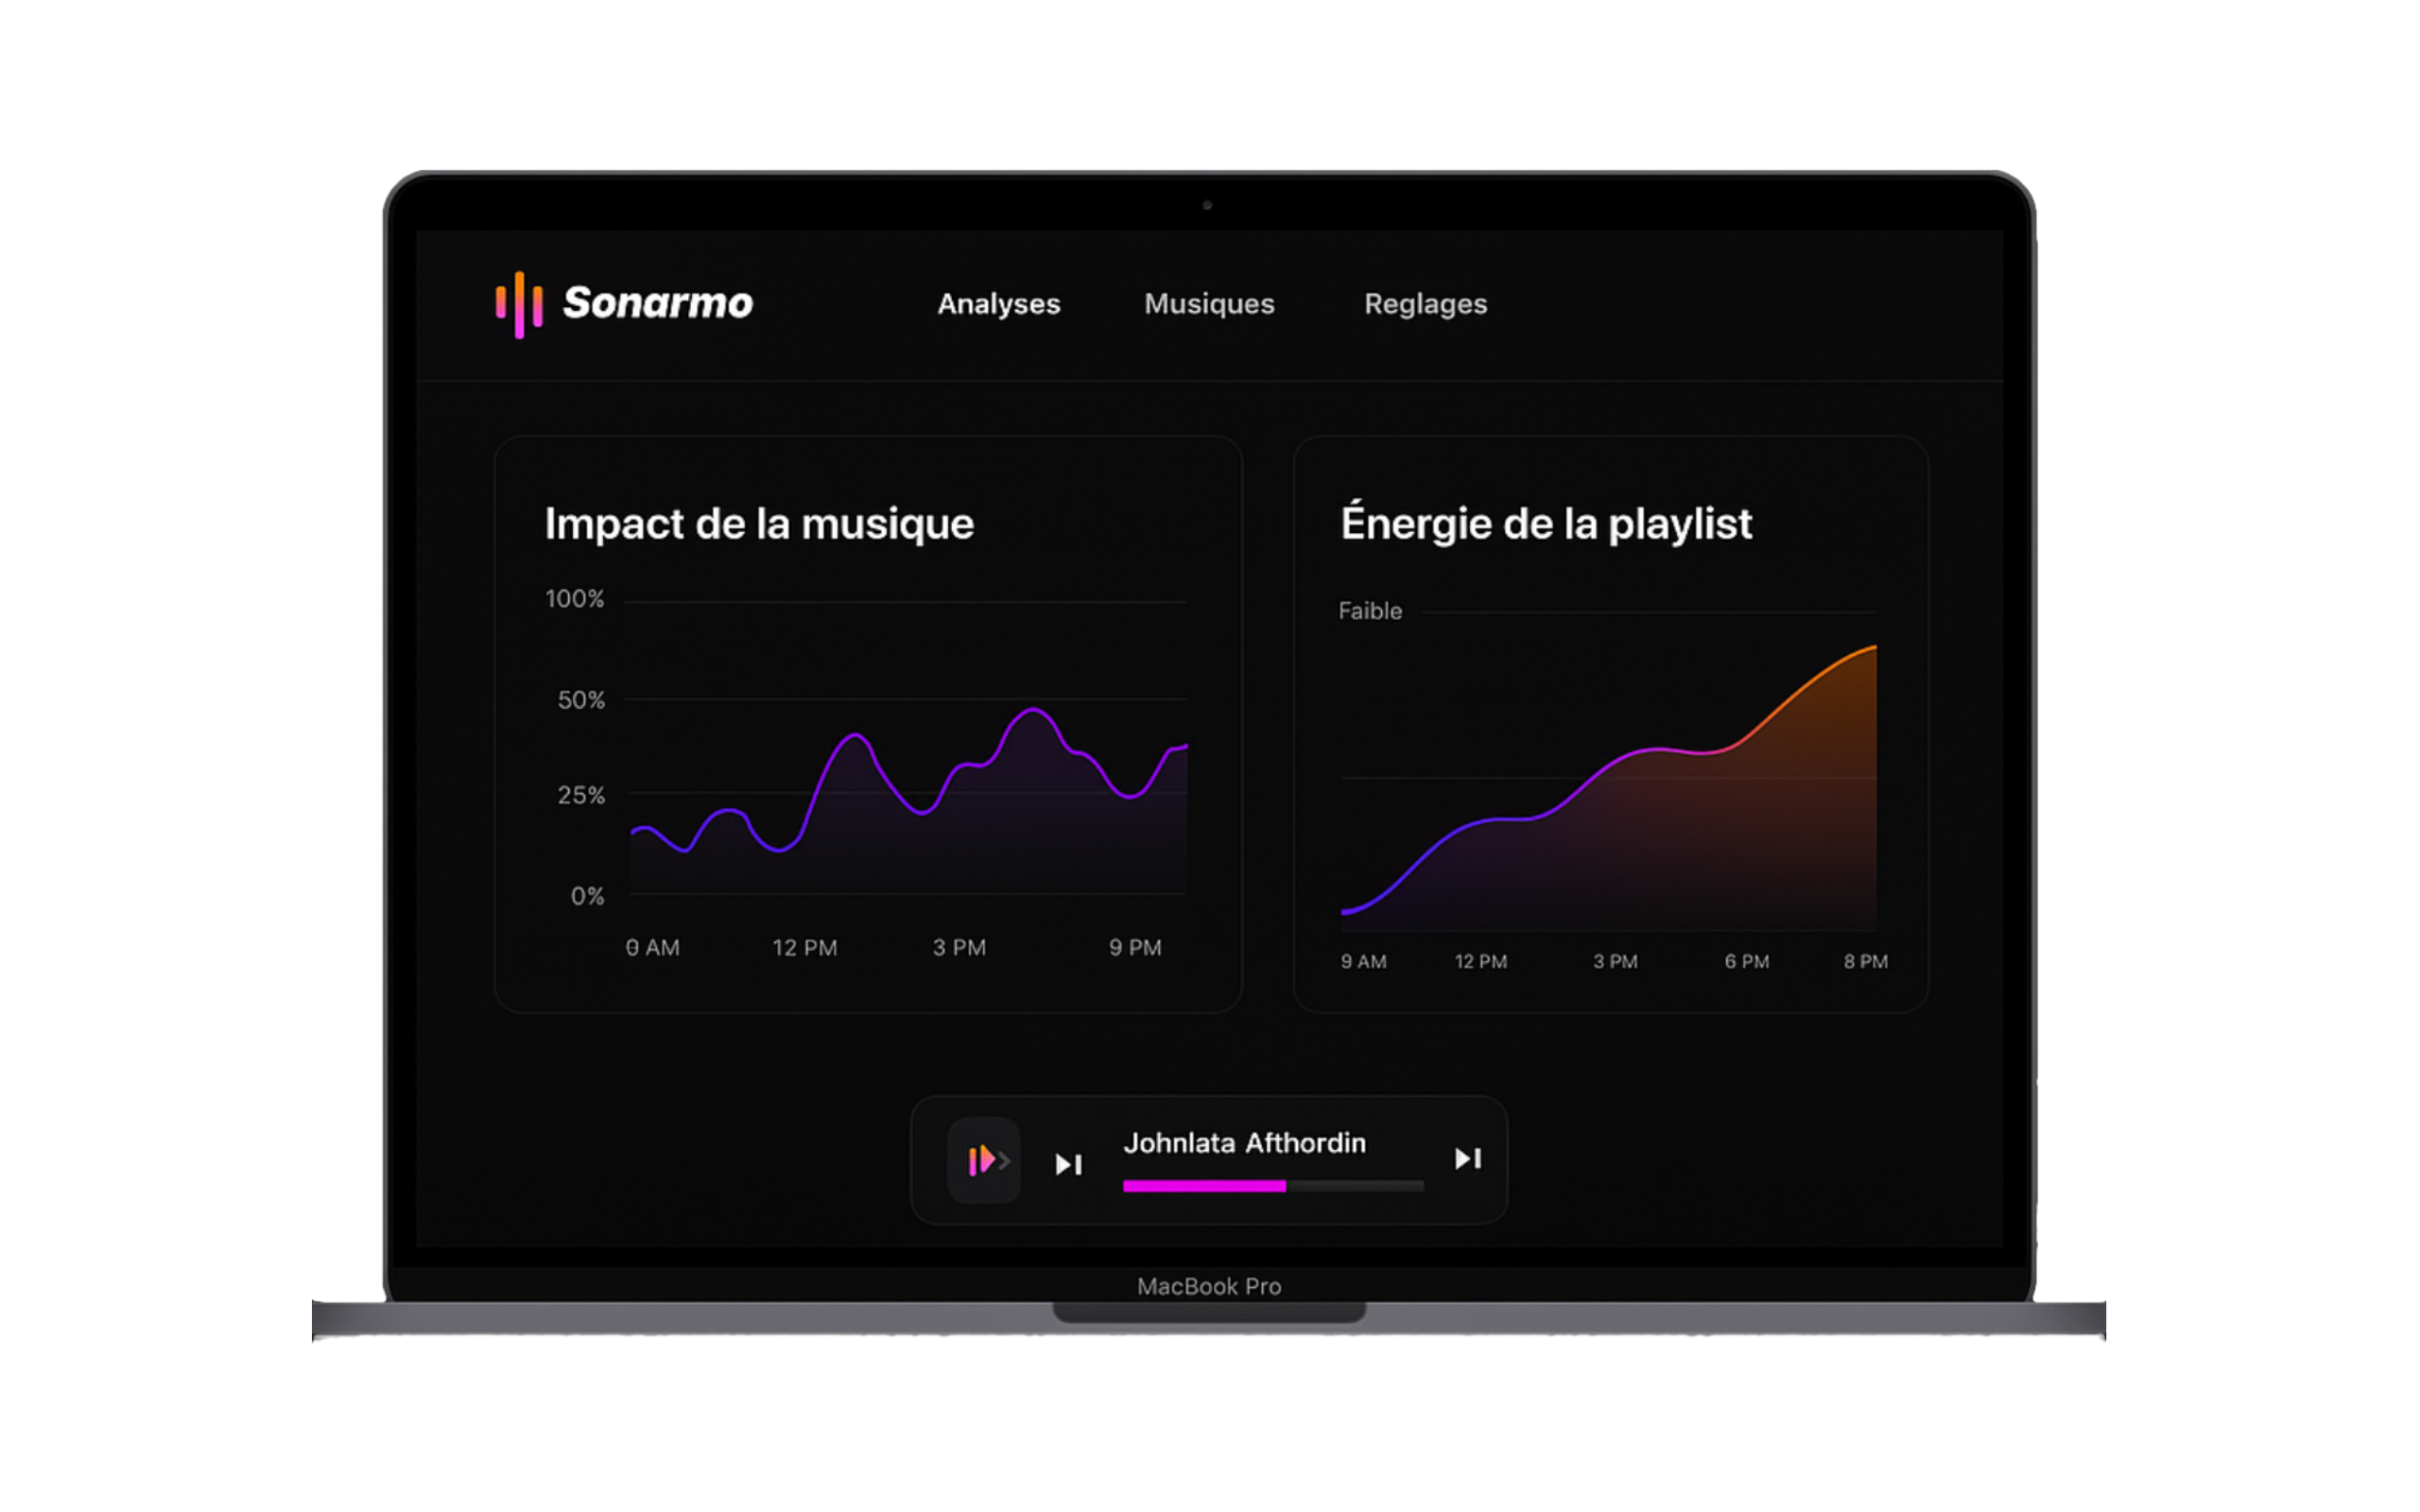 Sonarmo
Analyses Musiques Reglages
Impact de la musique
100%
50%
25%
0%
0 AM 12 PM 3 PM 9 PM
Énergie de la playlist
Faible
9 AM 12 PM 3 PM 6 PM 8 PM
Johnlata Afthordin
MacBook Pro